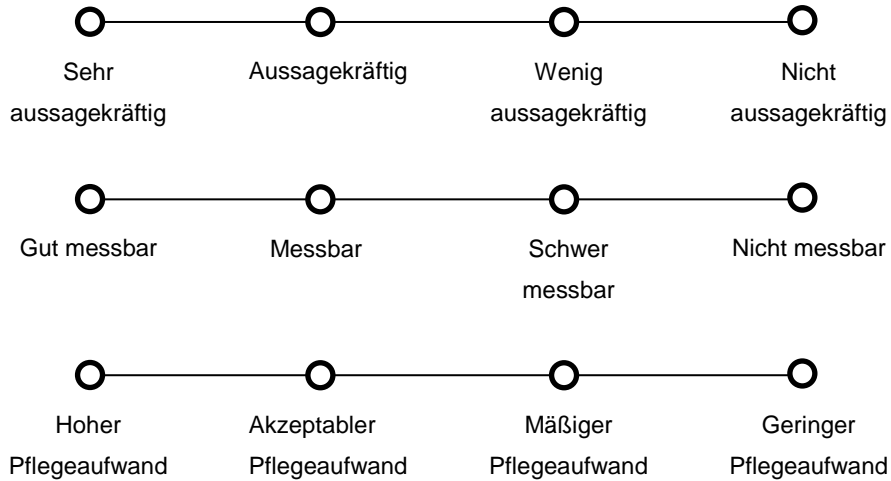 Sehr Aussagekräftig Wenig Nicht
aussagekräftig aussagekräftig aussagekräftig
Gut messbar Messbar Schwer Nicht messbar
messbar
Hoher Akzeptabler Mäßiger Geringer
Pflegeaufwand Pflegeaufwand Pflegeaufwand Pflegeaufwand